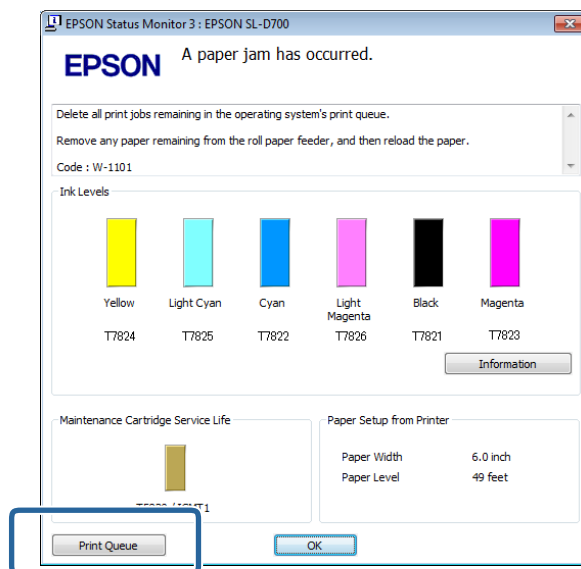 EPSON Status Monitor 3 : EPSON SL-D700
EPSON
A paper jam has occurred.
Delete all print jobs remaining in the operating system's print queue.
Remove any paper remaining from the roll paper feeder, and then reload the paper.
Code : W-1101
Ink Levels
Yellow Light Cyan Cyan Light Magenta Black Magenta
T7824 T7825 T7822 T7826 T7821 T7823
Information
Maintenance Cartridge Service Life
Paper Setup from Printer
Paper Width 6.0 inch
Paper Level 49 feet
Print Queue
OK